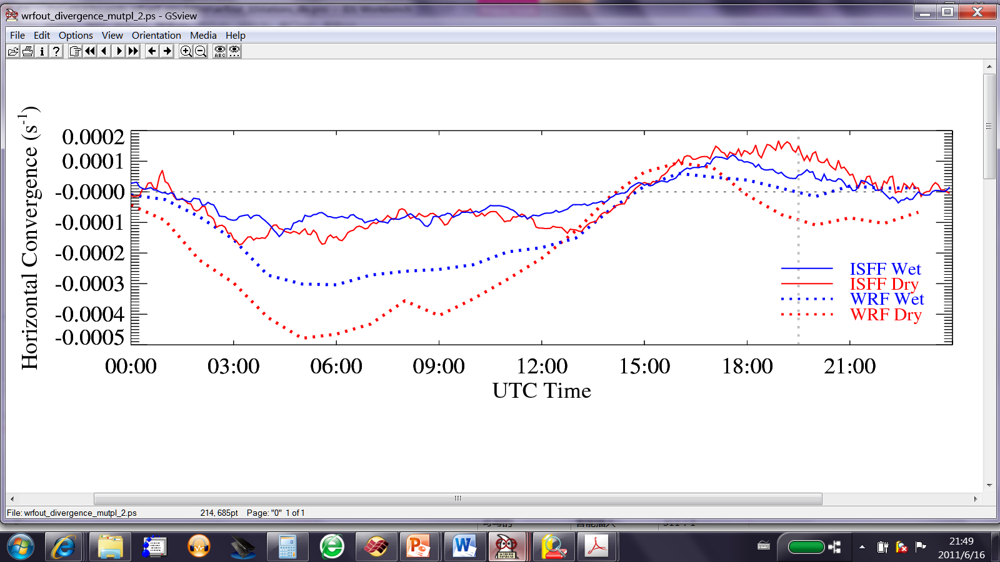 wrfout_divergence_mutpl_2.ps - GSview
File Edit Options View Orientation Media Help
Horizontal Convergence (s-1)
0.0002
0.0001
-0.0000
-0.0001
-0.0002
-0.0003
-0.0004
-0.0005
ISFF Wet
ISFF Dry
WRF Wet
WRF Dry
00:00 03:00 06:00 09:00 12:00 15:00 18:00 21:00
UTC Time
File: wrfout_divergence_mutpl_2.ps 214, 685pt Page: "0" 1 of 1
21:49
2011/6/16